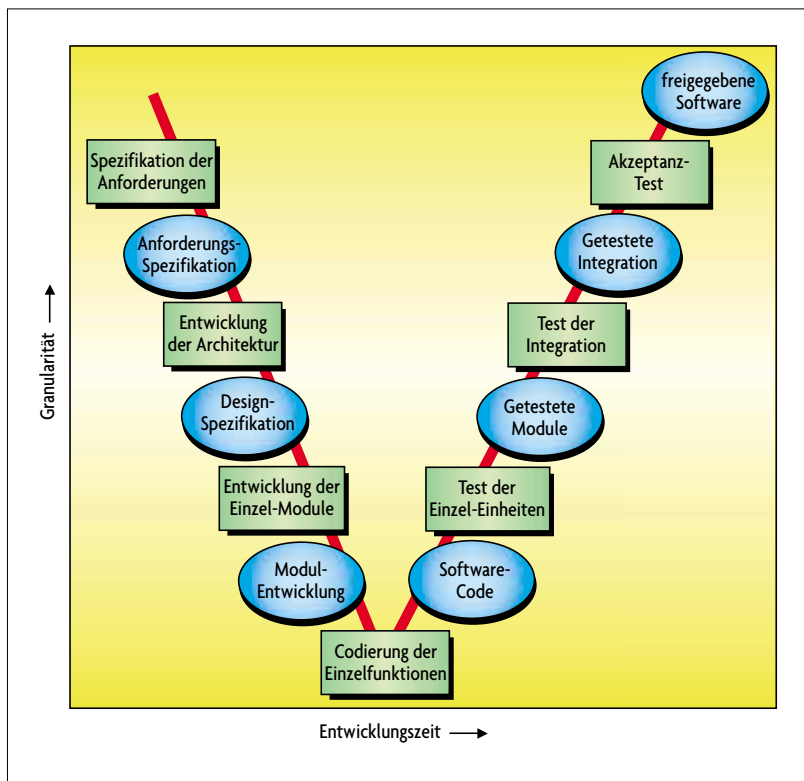 freigegebene
Software
Spezifikation der
Anforderungen
Akzeptanz-
Test
Anforderungs-
Spezifikation
Getestete
Integration
Entwicklung
der Architektur
Test der
Integration
Granularität
Design-
Spezifikation
Getestete
Module
Entwicklung der
Einzel-Module
Test der
Einzel-Einheiten
Modul-
Entwicklung
Software-
Code
Codierung der
Einzelfunktionen
Entwicklungszeit